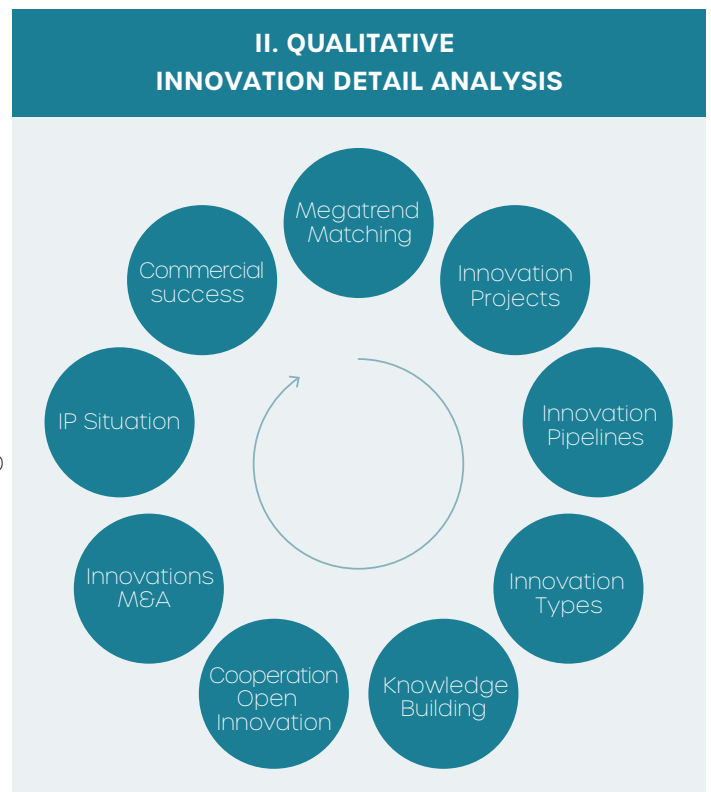 II. QUALITATIVE
INNOVATION DETAIL ANALYSIS
Megatrend
Matching
Innovation
Projects
Innovation
Pipelines
Innovation
Types
Knowledge
Building
Cooperation
Open
Innovation
Innovations
M&A
IP Situation
Commercial
success